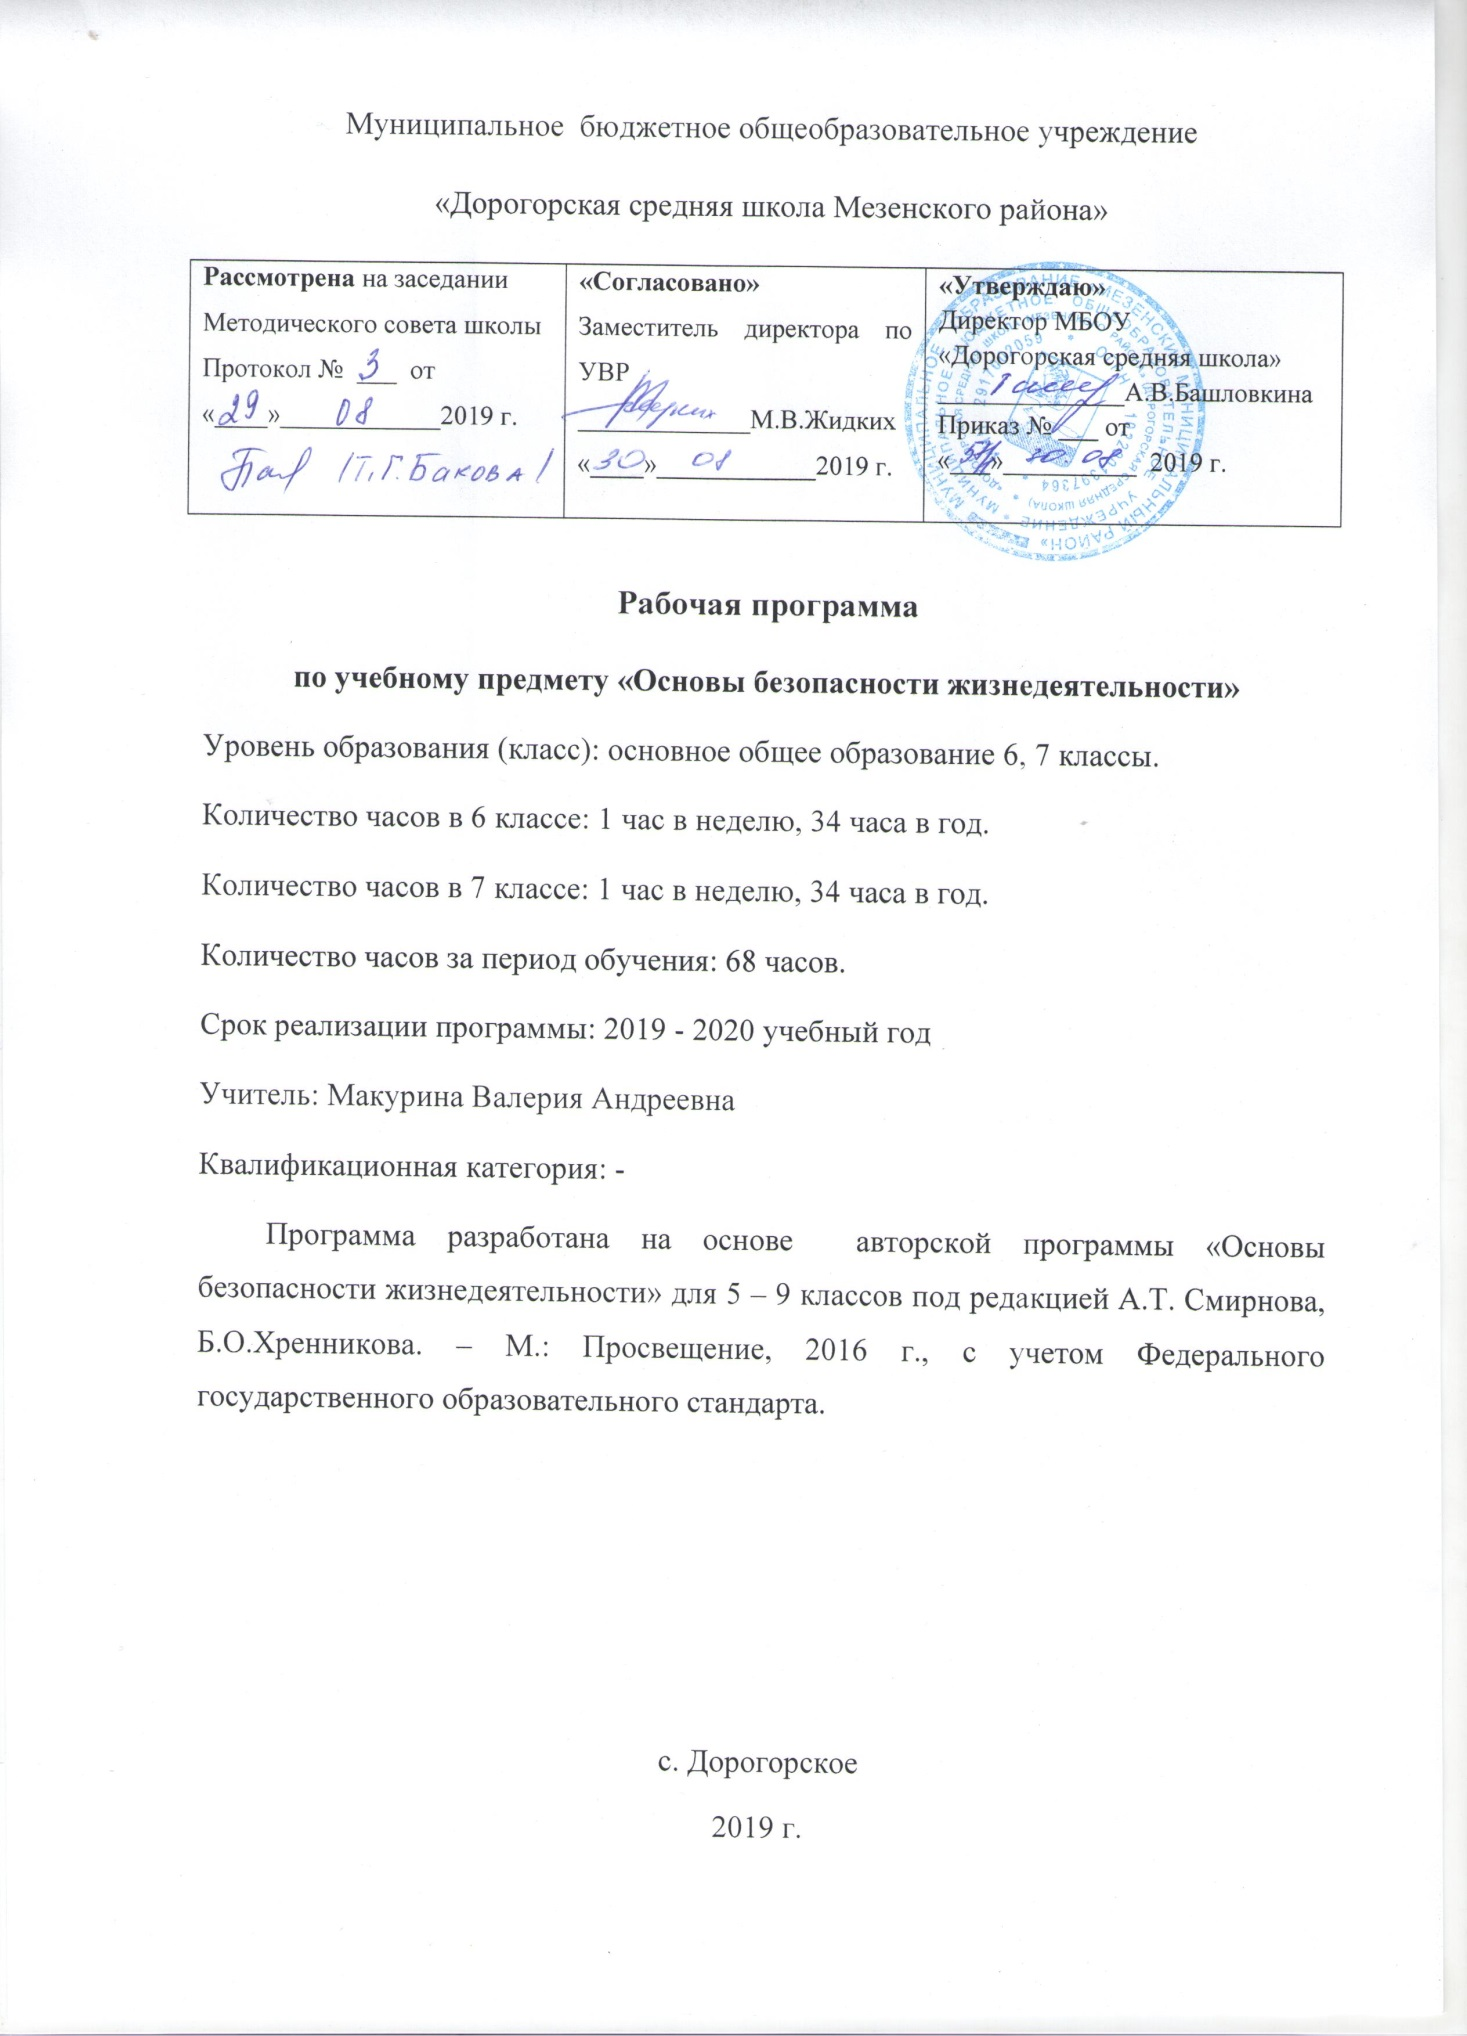 Муниципальное бюджетное общеобразовательное учреждение
«Дорогорская средняя школа Мезенского района»
Рассмотрена на заседании
Методического совета школы
Протокол № 3 от
«29» 08 2019 г.
(Т.Г.Бакова)
«Согласовано»
Заместитель директора по
УВР
М.В.Жидких
«30» 08 2019 г.
«Утверждаю»
Директор МБОУ
«Дорогорская средняя школа»
А.В.Башловкина
Приказ № ___ от
« » 30 08 2019 г.
Рабочая программа
по учебному предмету «Основы безопасности жизнедеятельности»
Уровень образования (класс): основное общее образование 6, 7 классы.
Количество часов в 6 классе: 1 час в неделю, 34 часа в год.
Количество часов в 7 классе: 1 час в неделю, 34 часа в год.
Количество часов за период обучения: 68 часов.
Срок реализации программы: 2019 - 2020 учебный год
Учитель: Макурина Валерия Андреевна
Квалификационная категория: -
Программа разработана на основе авторской программы «Основы
безопасности жизнедеятельности» для 5 – 9 классов под редакцией А.Т. Смирнова,
Б.О.Хренникова. – М.: Просвещение, 2016 г., с учетом Федерального
государственного образовательного стандарта.
с. Дорогорское
2019 г.